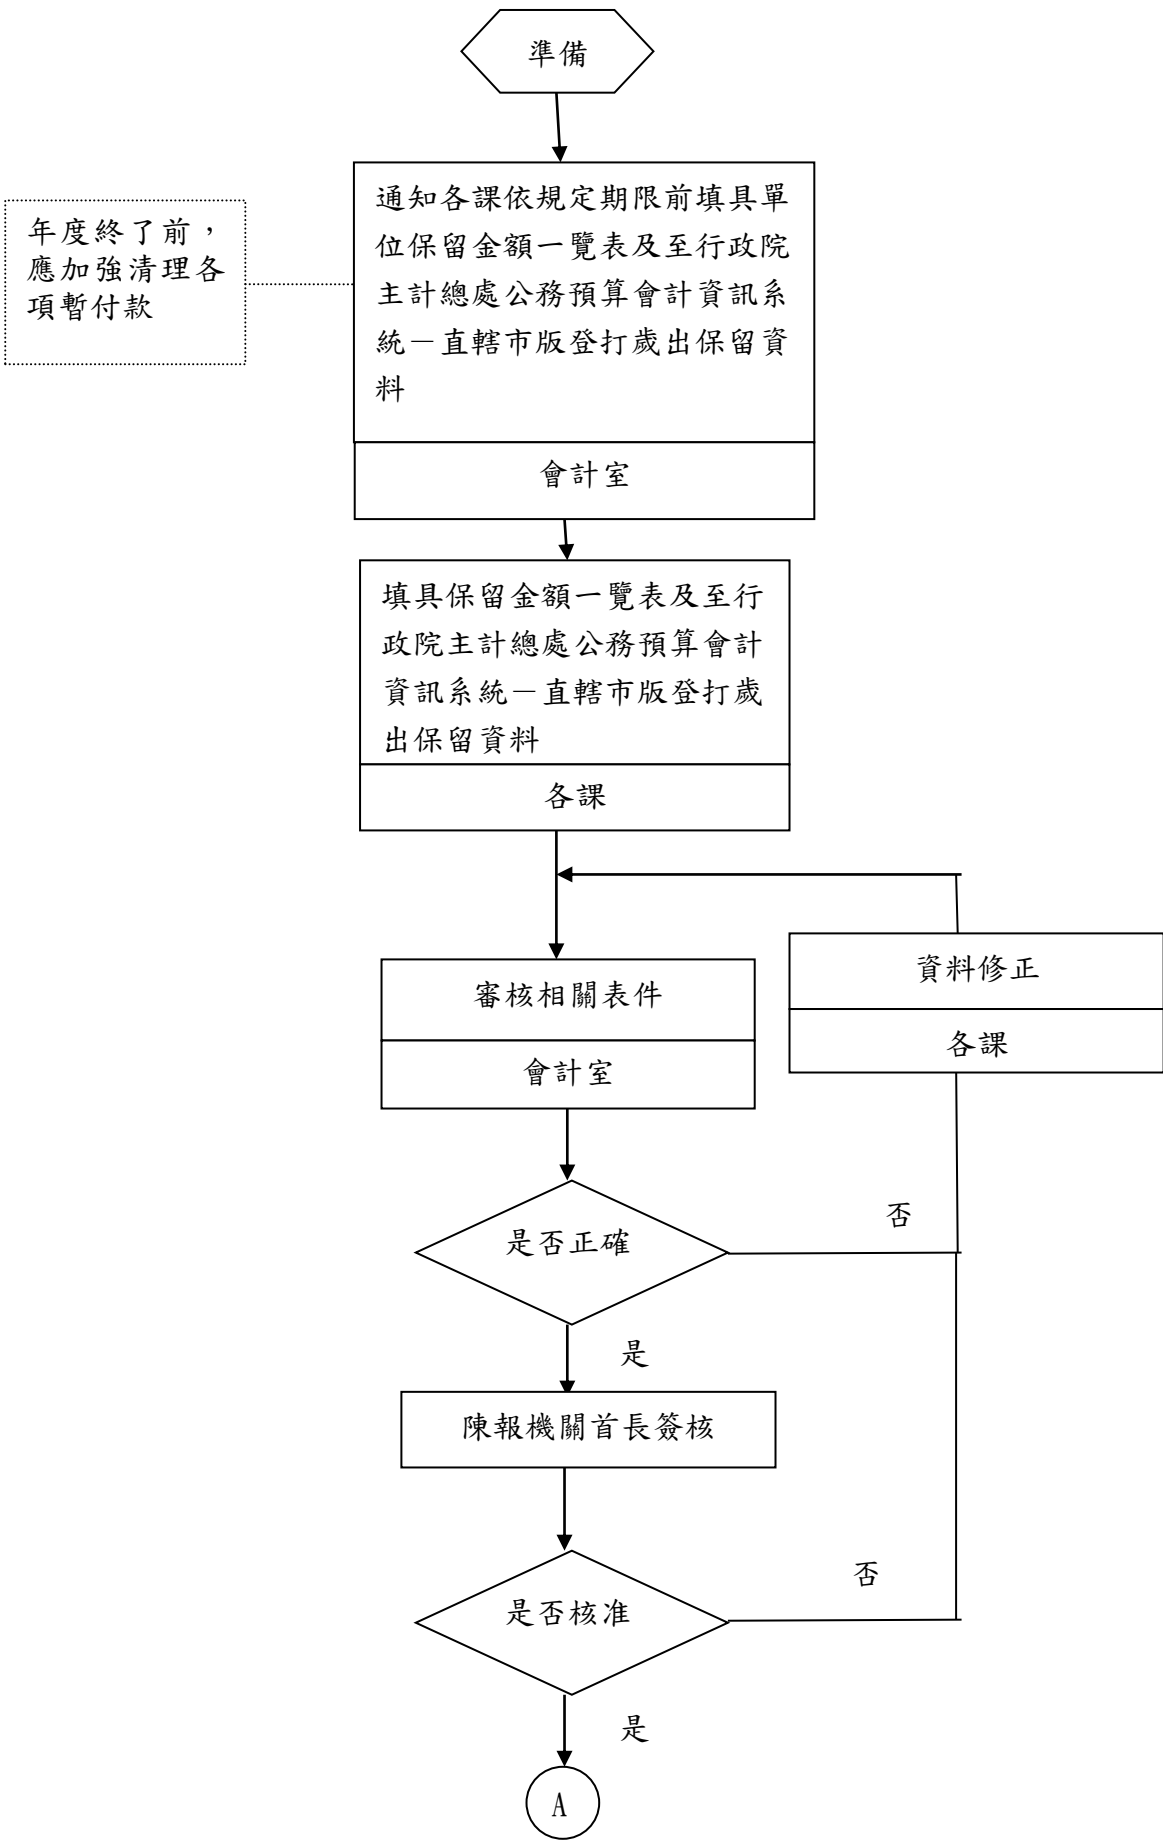 準備
通知各課依規定期限前填具單
位保留金額一覽表及至行政院
主計總處公務預算會計資訊系
統－直轄市版登打歲出保留資
料
會計室
年度終了前，
應加強清理各
項暫付款
填具保留金額一覽表及至行
政院主計總處公務預算會計
資訊系統－直轄市版登打歲
出保留資料
各課
資料修正
各課
審核相關表件
會計室
是否正確
否
是
陳報機關首長簽核
是否核准
否
是
A